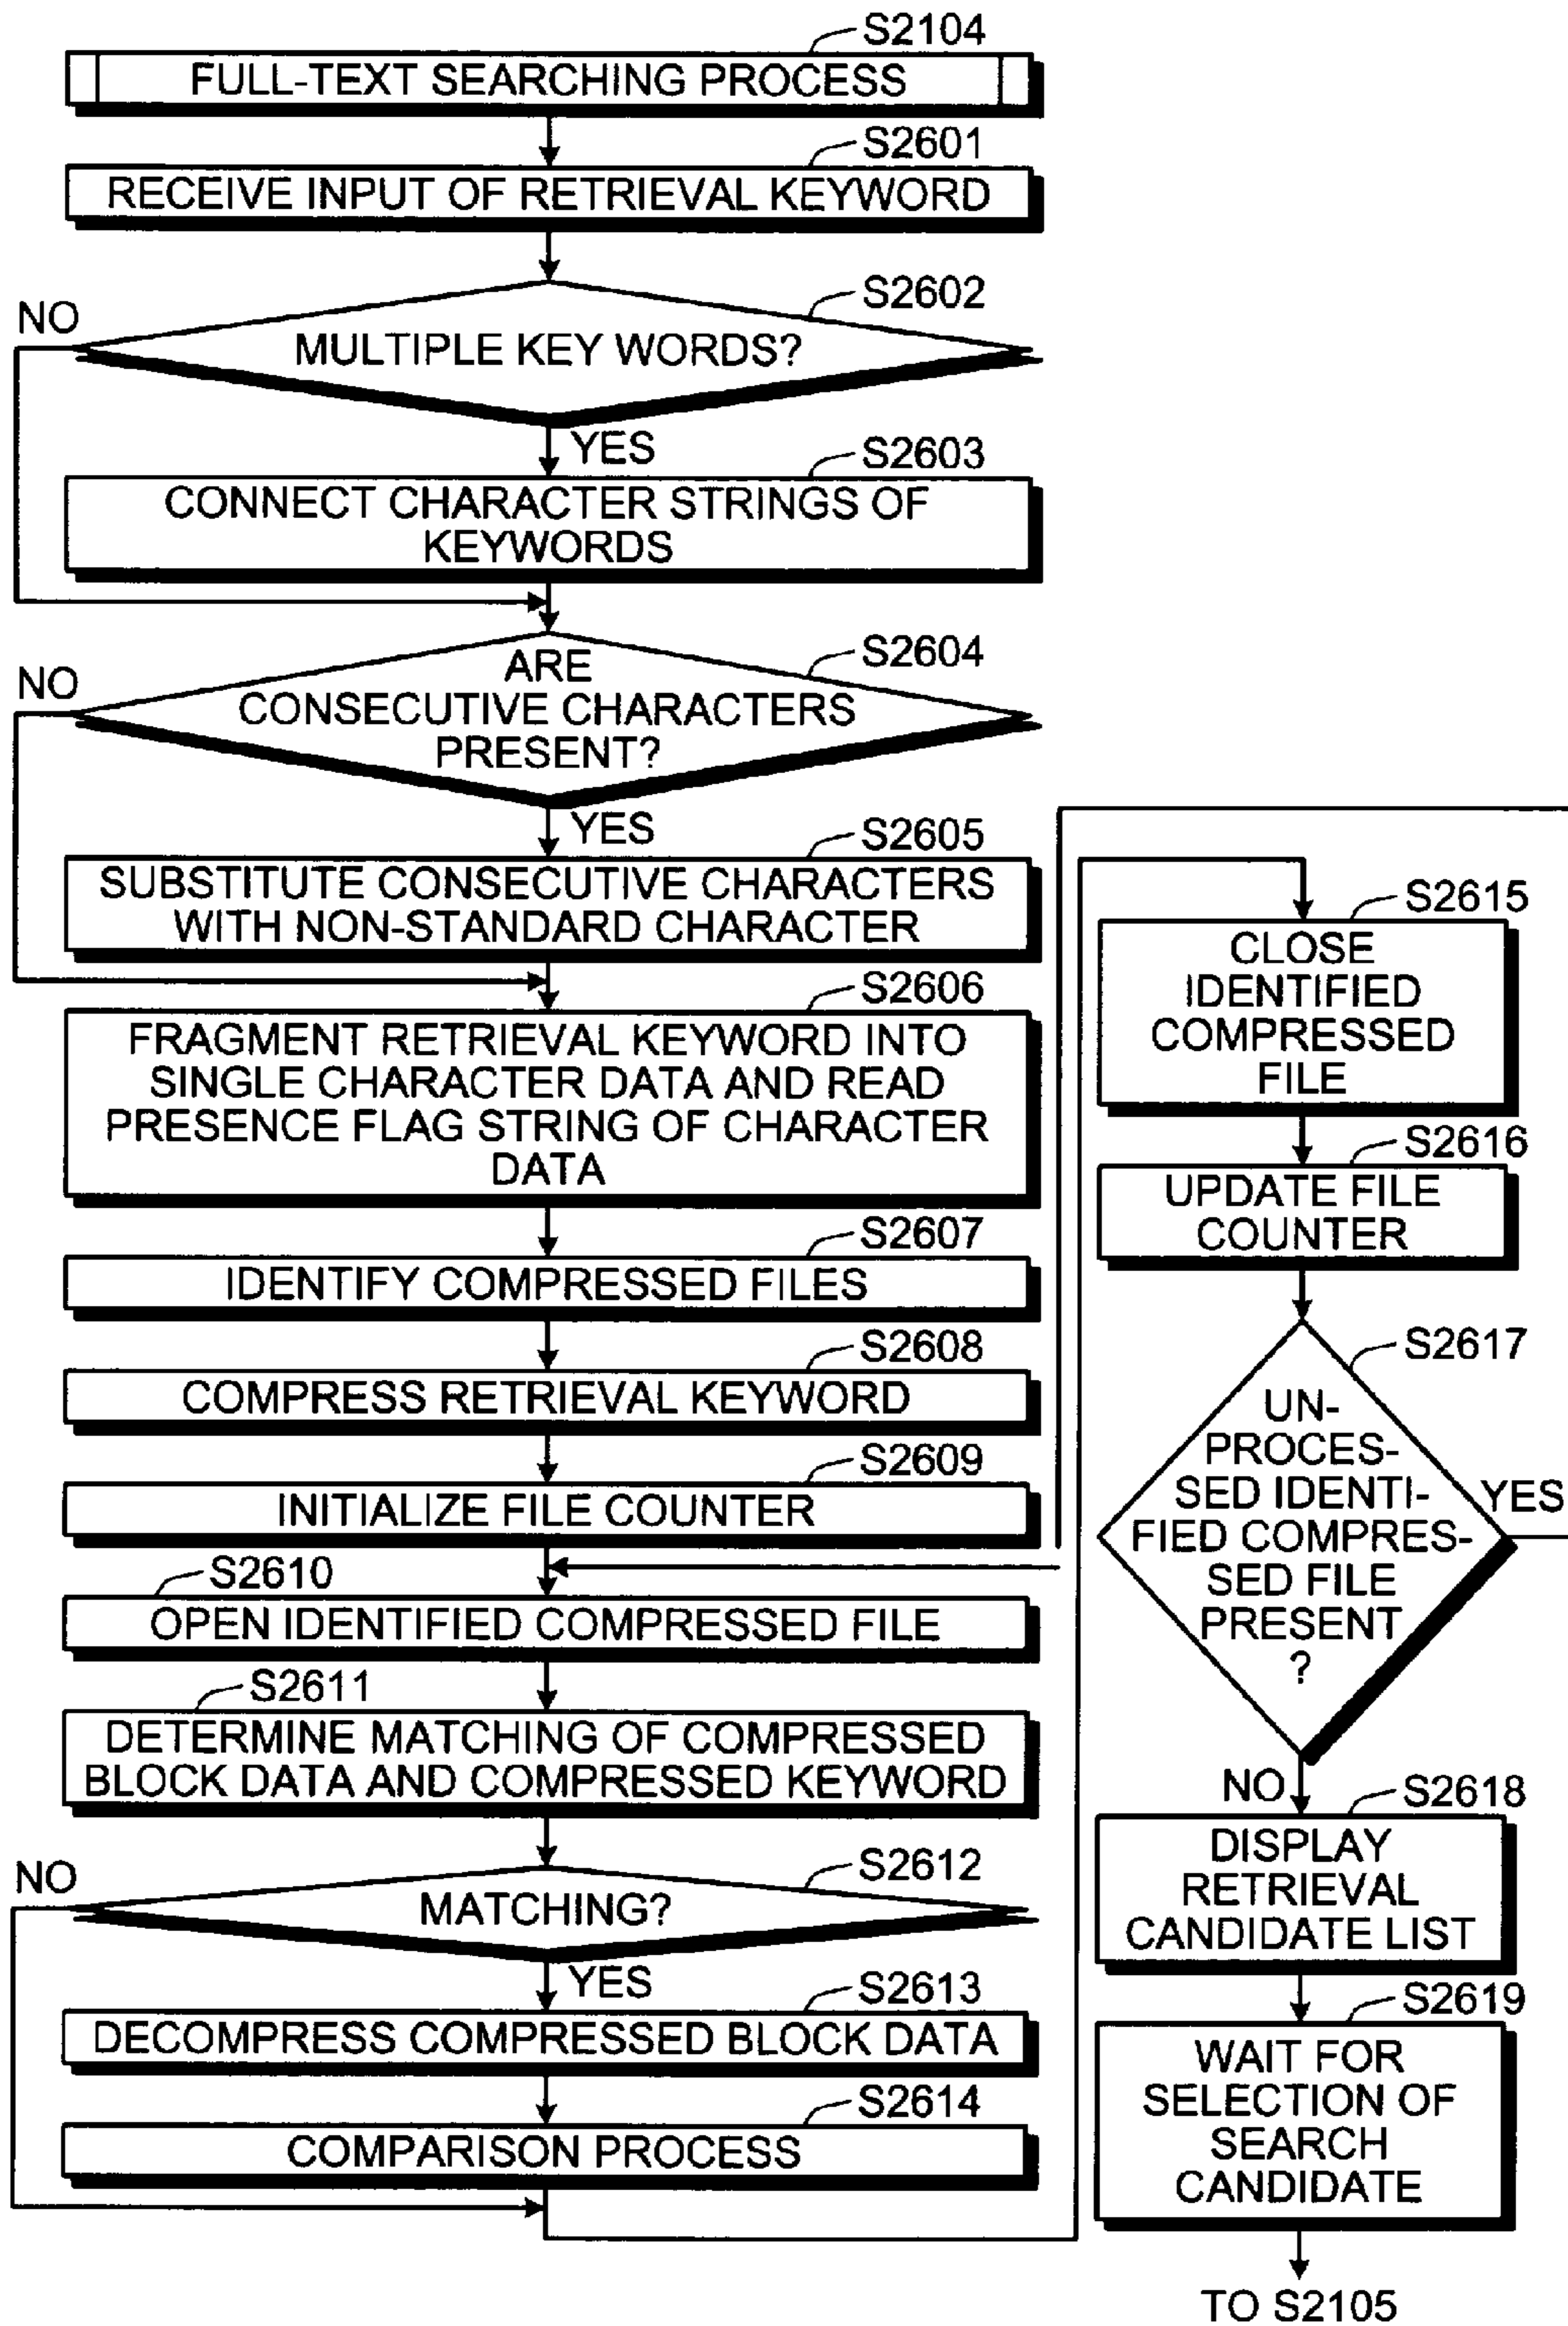 S2104
FULL-TEXT SEARCHING PROCESS
S2601
RECEIVE INPUT OF RETRIEVAL KEYWORD
S2602
NO
MULTIPLE KEY WORDS?
YES
S2603
CONNECT CHARACTER STRINGS OF
KEYWORDS
S2604
NO
ARE
CONSECUTIVE CHARACTERS
PRESENT?
YES
S2605
SUBSTITUTE CONSECUTIVE CHARACTERS
WITH NON-STANDARD CHARACTER
S2606
FRAGMENT RETRIEVAL KEYWORD INTO
SINGLE CHARACTER DATA AND READ
PRESENCE FLAG STRING OF CHARACTER
DATA
S2607
IDENTIFY COMPRESSED FILES
S2608
COMPRESS RETRIEVAL KEYWORD
S2609
INITIALIZE FILE COUNTER
S2610
OPEN IDENTIFIED COMPRESSED FILE
S2611
DETERMINE MATCHING OF COMPRESSED
BLOCK DATA AND COMPRESSED KEYWORD
S2612
NO
MATCHING?
YES
S2613
DECOMPRESS COMPRESSED BLOCK DATA
S2614
COMPARISON PROCESS
S2615
CLOSE
IDENTIFIED
COMPRESSED
FILE
S2616
UPDATE FILE
COUNTER
S2617
UN-
PROCES-
SED IDENTI-
FIED COMPRES-
SED FILE
PRESENT
?
YES
NO
S2618
DISPLAY
RETRIEVAL
CANDIDATE LIST
S2619
WAIT FOR
SELECTION OF
SEARCH
CANDIDATE
TO S2105